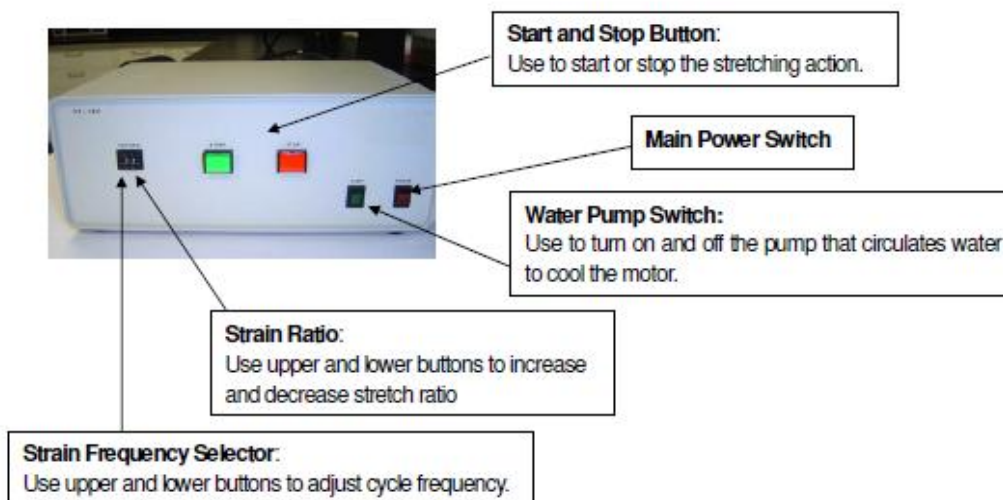 Start and Stop Button:
Use to start or stop the stretching action.
Main Power Switch
Water Pump Switch:
Use to turn on and off the pump that circulates water
to cool the motor.
Strain Ratio:
Use upper and lower buttons to increase
and decrease stretch ratio
Strain Frequency Selector:
Use upper and lower buttons to adjust cycle frequency.